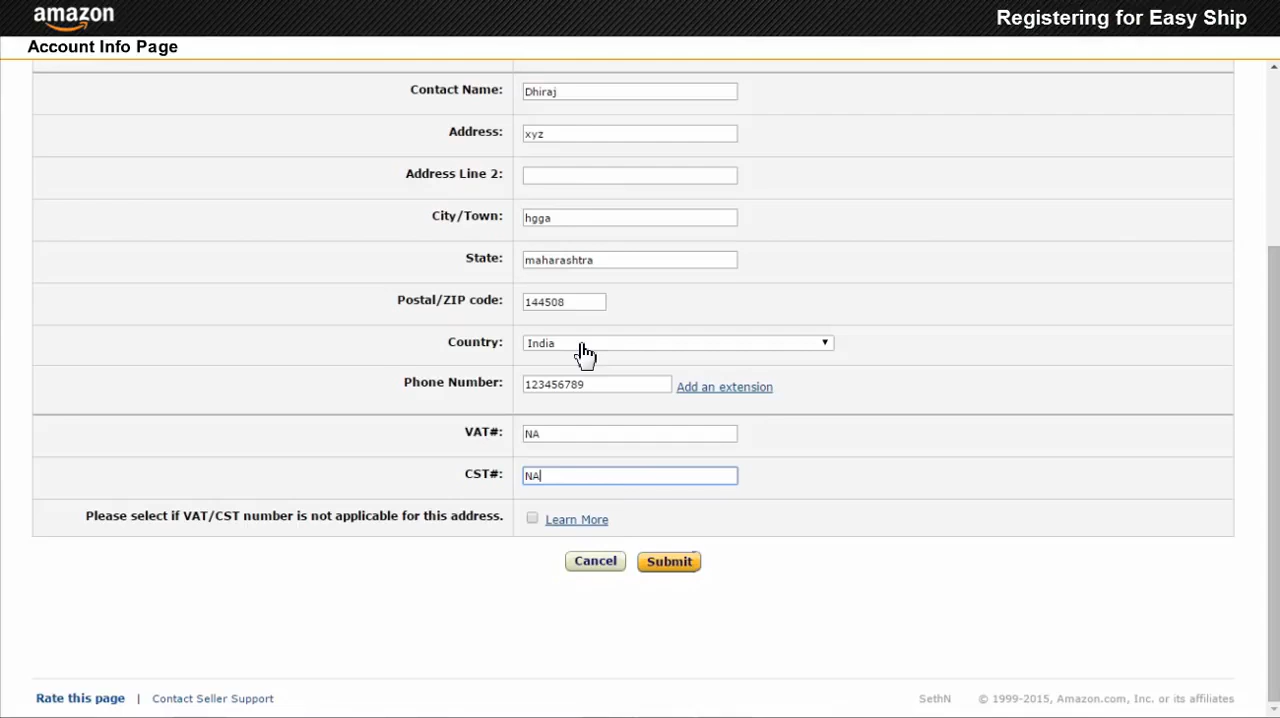 amazon
Registering for Easy Ship
Account Info Page
Contact Name: Dhiraj
Address: xyz
Address Line 2:
City/Town: hgga
State: maharashtra
Postal/ZIP code: 144508
Country: India
Phone Number: 123456789 Add an extension
VAT#: NA
CST#: NA
Please select if VAT/CST number is not applicable for this address. Learn More
Cancel Submit
Rate this page | Contact Seller Support SethN © 1999-2015, Amazon.com, Inc. or its affiliates